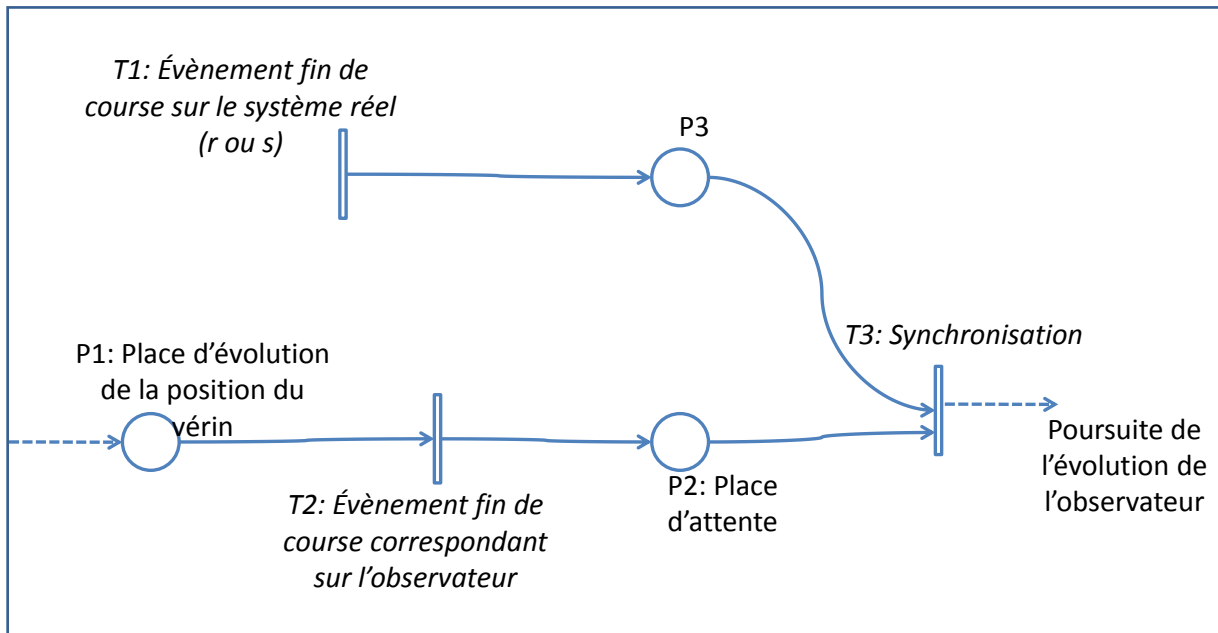 T1: Évènement fin de
course sur le système réel
(r ou s)
P3
T3: Synchronisation
P1: Place d’évolution
de la position du
vérin
Poursuite de
l’évolution de
l’observateur
P2: Place
d’attente
T2: Évènement fin de
course correspondant
sur l’observateur